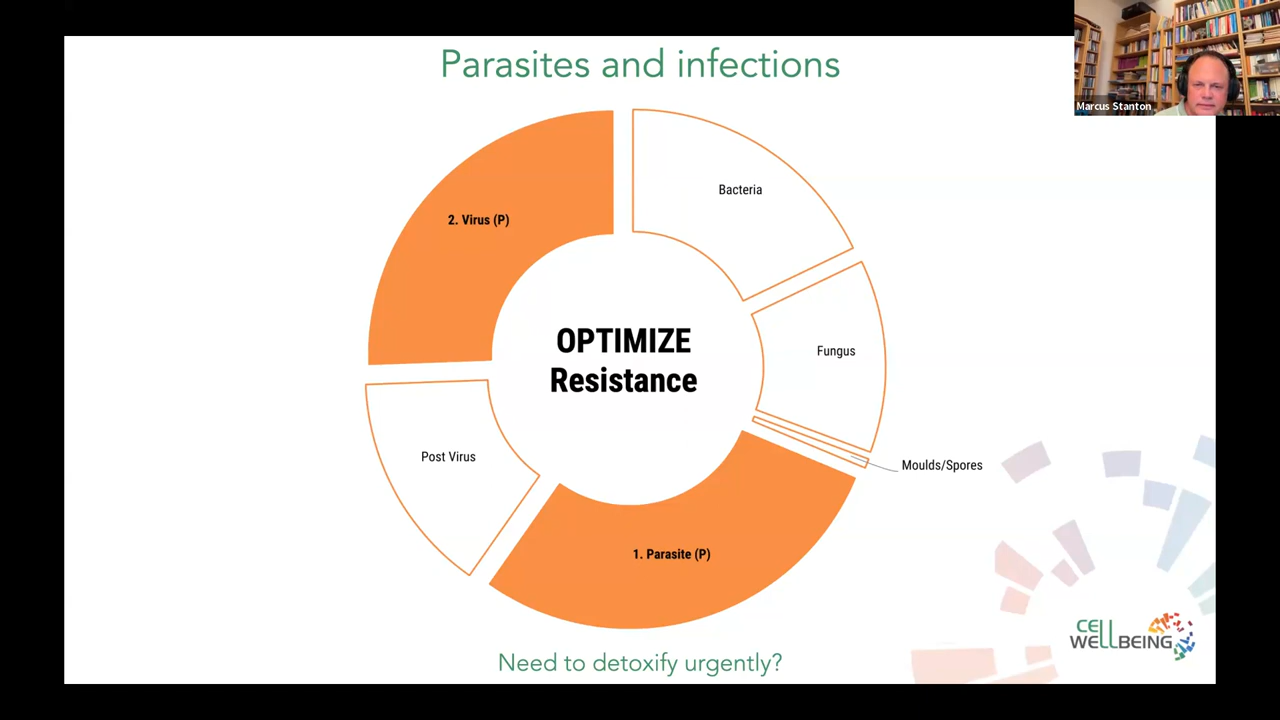 Parasites and infections
Marcus Stanton
Bacteria
2. Virus (P)
OPTIMIZE
Resistance
Fungus
Post Virus
Moulds/Spores
1. Parasite (P)
CELL
WELLBEING
Need to detoxify urgently?